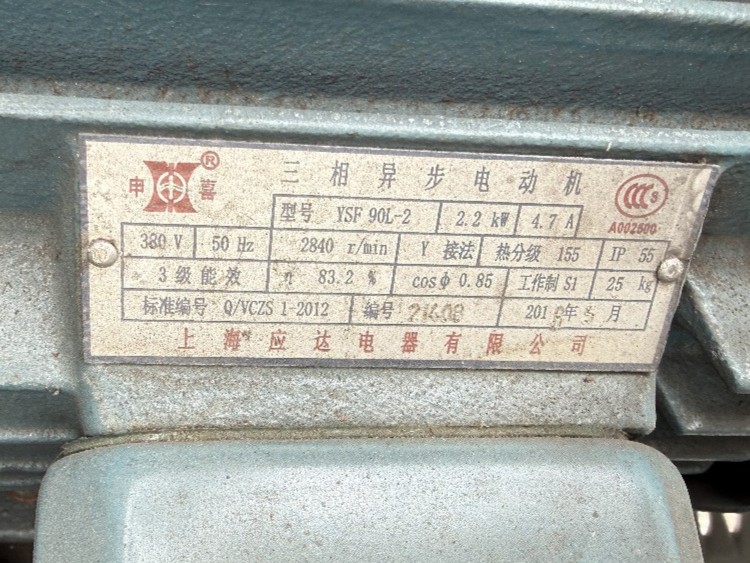 三相异步电动机
申 ® 喜
CCC S
A002600
型号 YSF 90L-2 2.2 kW 4.7 A
380 V 50 Hz 2840 r/min Y 接法 热分级 155 IP 55
3 级能效 η 83.2 % cosφ 0.85 工作制 S1 25 kg
标准编号 Q/VCZS 1-2012 编号 201 年 月
上海应达电器有限公司